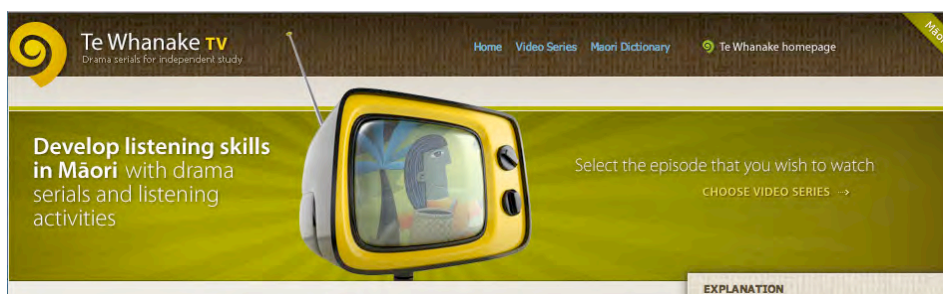 Te Whanake TV
Drama serials for independent study
Home Video Series Maori Dictionary
Te Whanake homepage
Māori
Develop listening skills
in Māori with drama
serials and listening
activities
Select the episode that you wish to watch
CHOOSE VIDEO SERIES
EXPLANATION